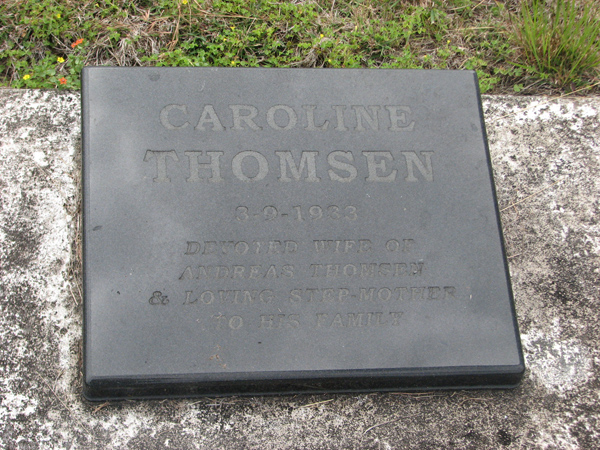 CAROLINE
THOMSEN
3-9-1933
DEVOTED WIFE OF
ANDREAS THOMSEN
& LOVING STEP-MOTHER
TO HIS FAMILY